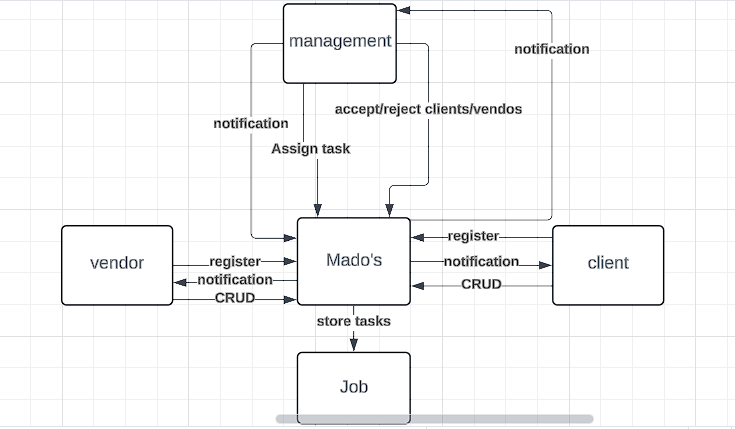 management
notification
notification
accept/reject clients/vendos
Assign task
vendor
register
notification
CRUD
Mado's
register
notification
CRUD
client
store tasks
Job